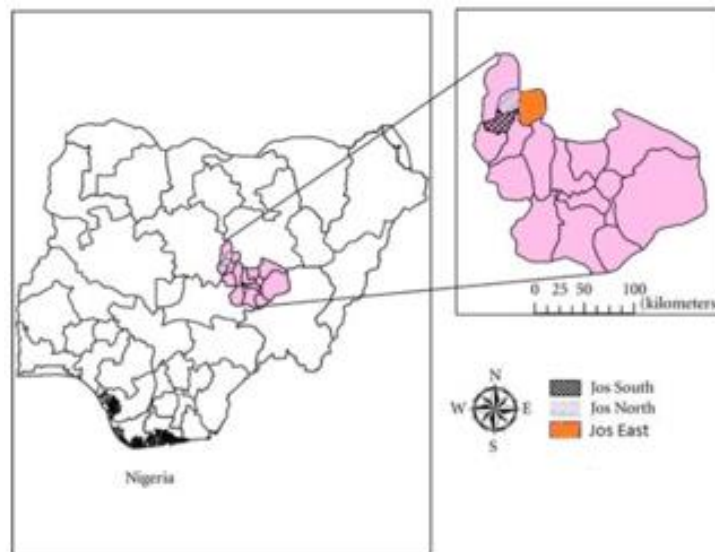 0 25 50 100
(kilometers
N
W E
S
Jos South
Jos North
Jos East
Nigeria